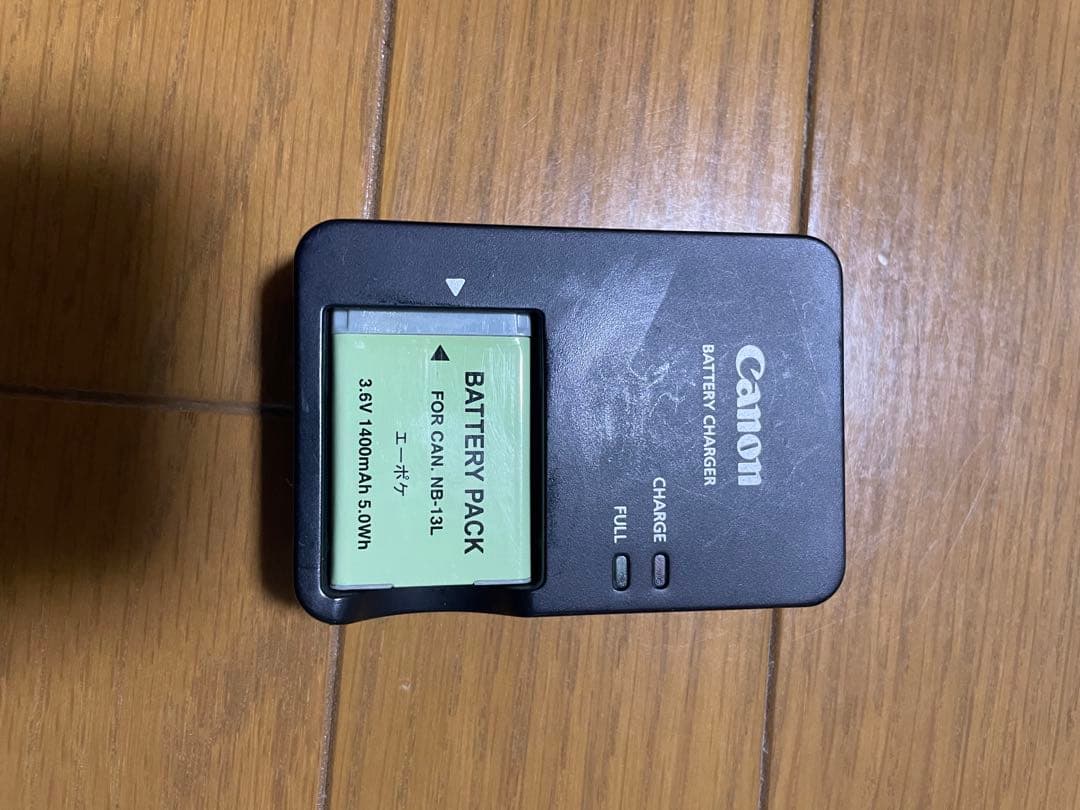 Canon
BATTERY CHARGER
CHARGE
FULL
BATTERY PACK
FOR CAN. NB-13L
エーポケ
3.6V 1400mAh 5.0Wh